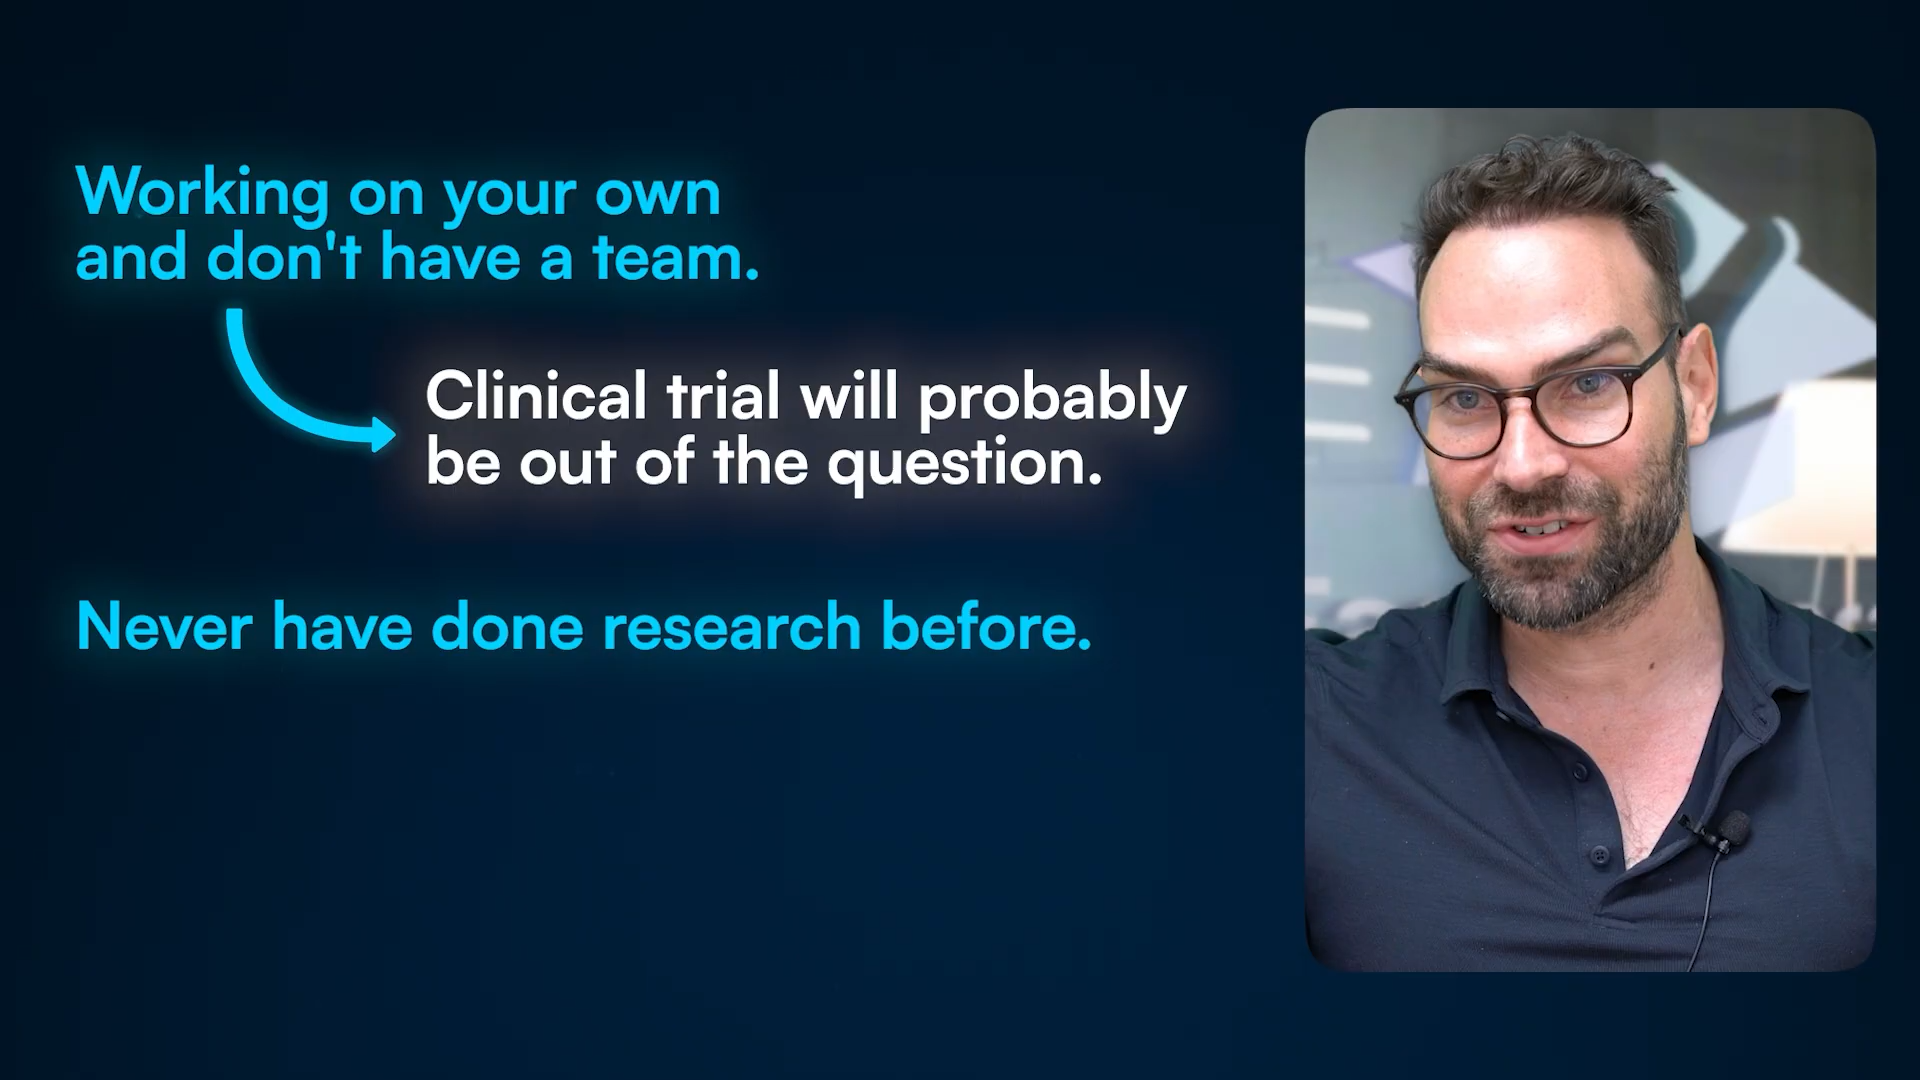 Working on your own
and don't have a team.
Clinical trial will probably
be out of the question.
Never have done research before.